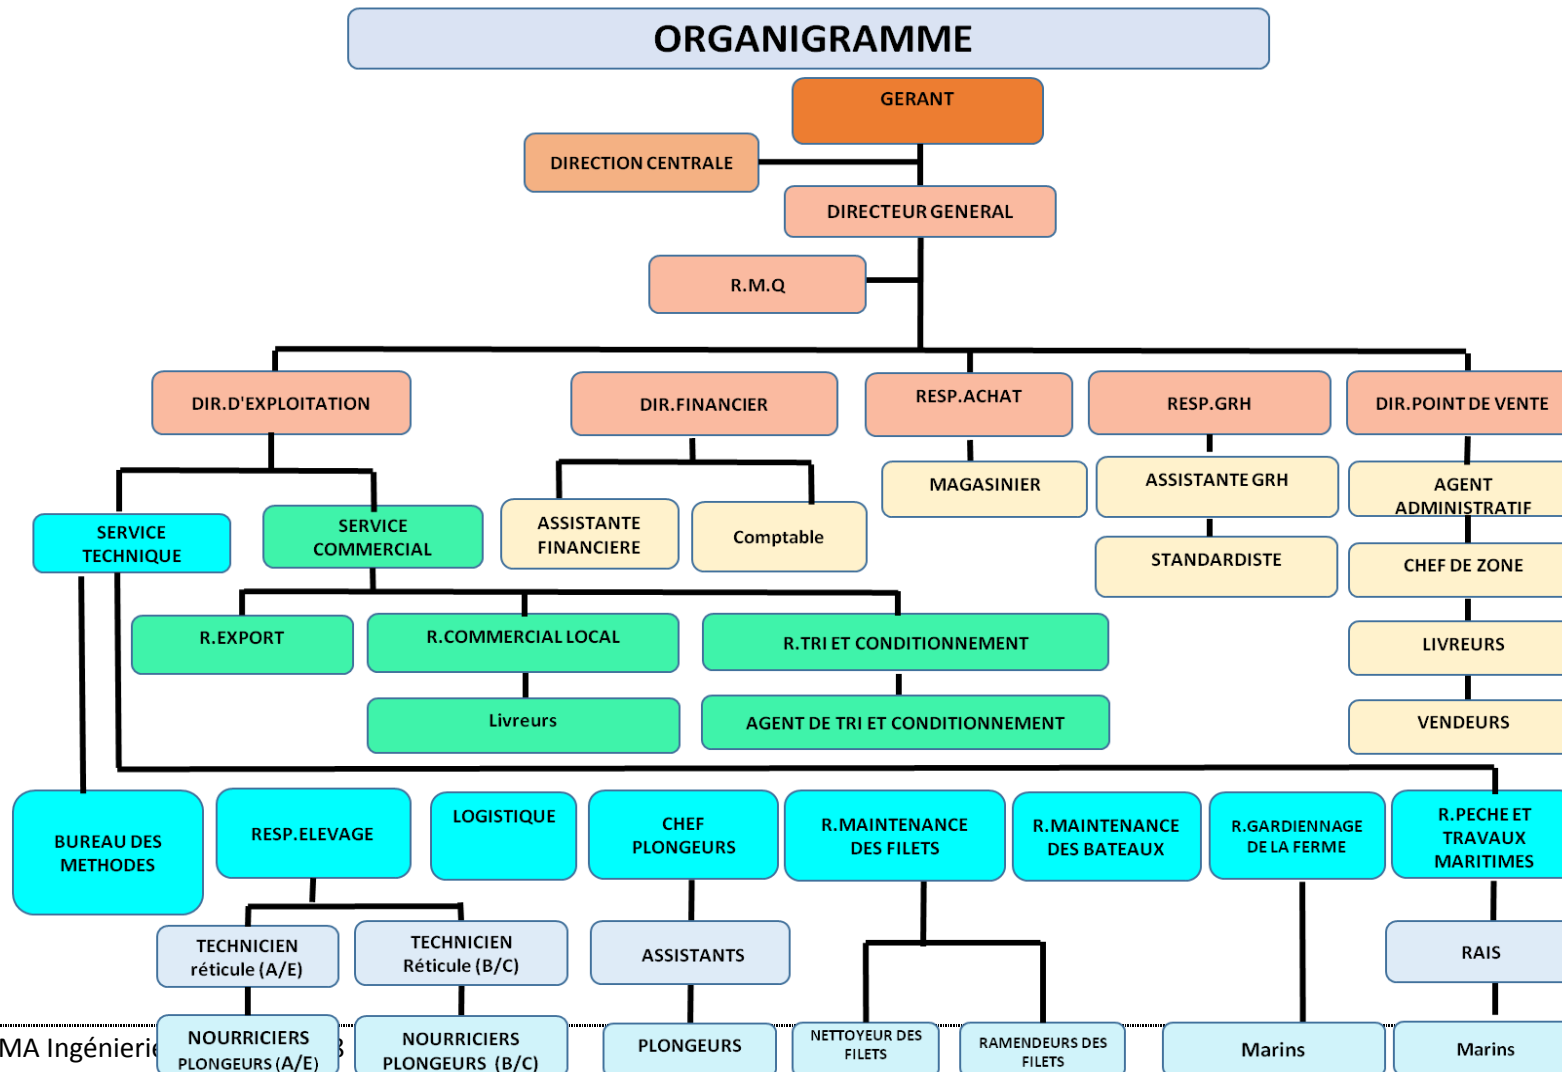 ORGANIGRAMME
GERANT
DIRECTION CENTRALE
DIRECTEUR GENERAL
R.M.Q
DIR.D'EXPLOITATION
DIR.FINANCIER
RESP.ACHAT
RESP.GRH
DIR.POINT DE VENTE
MAGASINIER
ASSISTANTE GRH
AGENT
ADMINISTRATIF
SERVICE
TECHNIQUE
SERVICE
COMMERCIAL
ASSISTANTE
FINANCIERE
Comptable
STANDARDISTE
CHEF DE ZONE
R.EXPORT
R.COMMERCIAL LOCAL
R.TRI ET CONDITIONNEMENT
LIVREURS
Livreurs
AGENT DE TRI ET CONDITIONNEMENT
VENDEURS
BUREAU DES
METHODES
RESP.ELEVAGE
LOGISTIQUE
CHEF
PLONGEURS
R.MAINTENANCE
DES FILETS
R.MAINTENANCE
DES BATEAUX
R.GARDIENNAGE
DE LA FERME
R.PECHE ET
TRAVAUX
MARITIMES
TECHNICIEN
réticule (A/E)
TECHNICIEN
Réticule (B/C)
ASSISTANTS
RAIS
MA Ingénierie
NOURRICIERS
PLONGEURS (A/E)
NOURRICIERS
PLONGEURS (B/C)
PLONGEURS
NETTOYEUR DES
FILETS
RAMENDEURS DES
FILETS
Marins
Marins